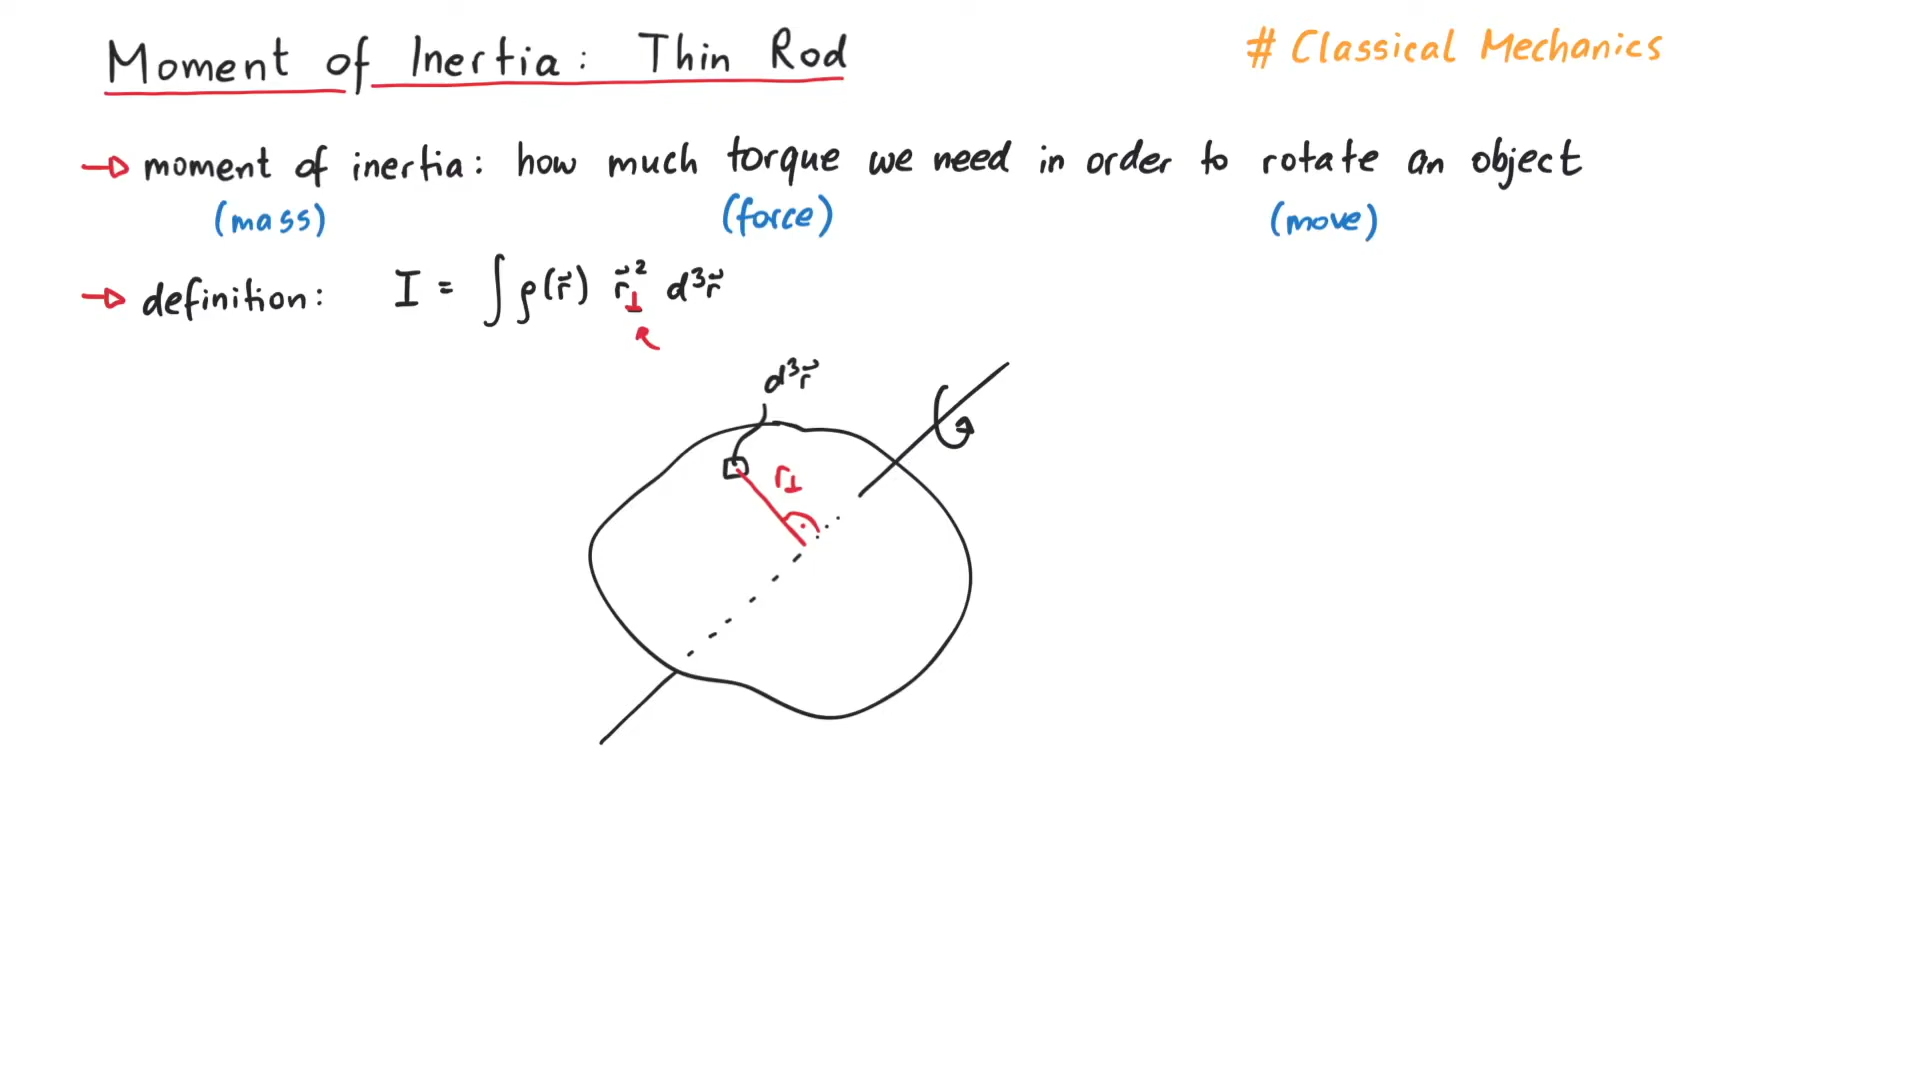 Moment of Inertia: Thin Rod
# Classical Mechanics
moment of inertia: how much torque we need in order to rotate an object
(mass) (force) (move)
definition: I = ∫ρ(r⃗) r⃗⊥² d³r⃗
d³r⃗
r⊥